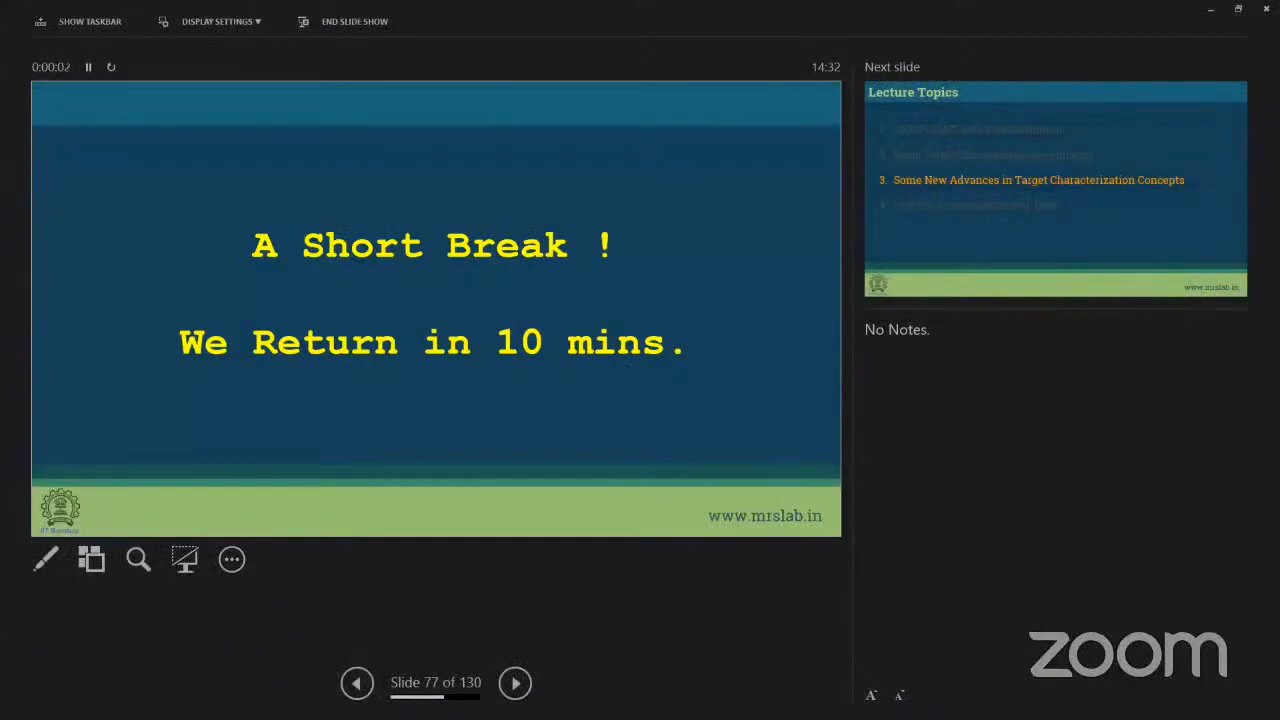 SHOW TASKBAR
DISPLAY SETTINGS ▼
END SLIDE SHOW
0:00:02
14:32
A Short Break !
We Return in 10 mins.
IIT Bombay
www.mrslab.in
Next slide
Lecture Topics
3. Some New Advances in Target Characterization Concepts
www.mrslab.in
No Notes.
Slide 77 of 130
A
A
zoom